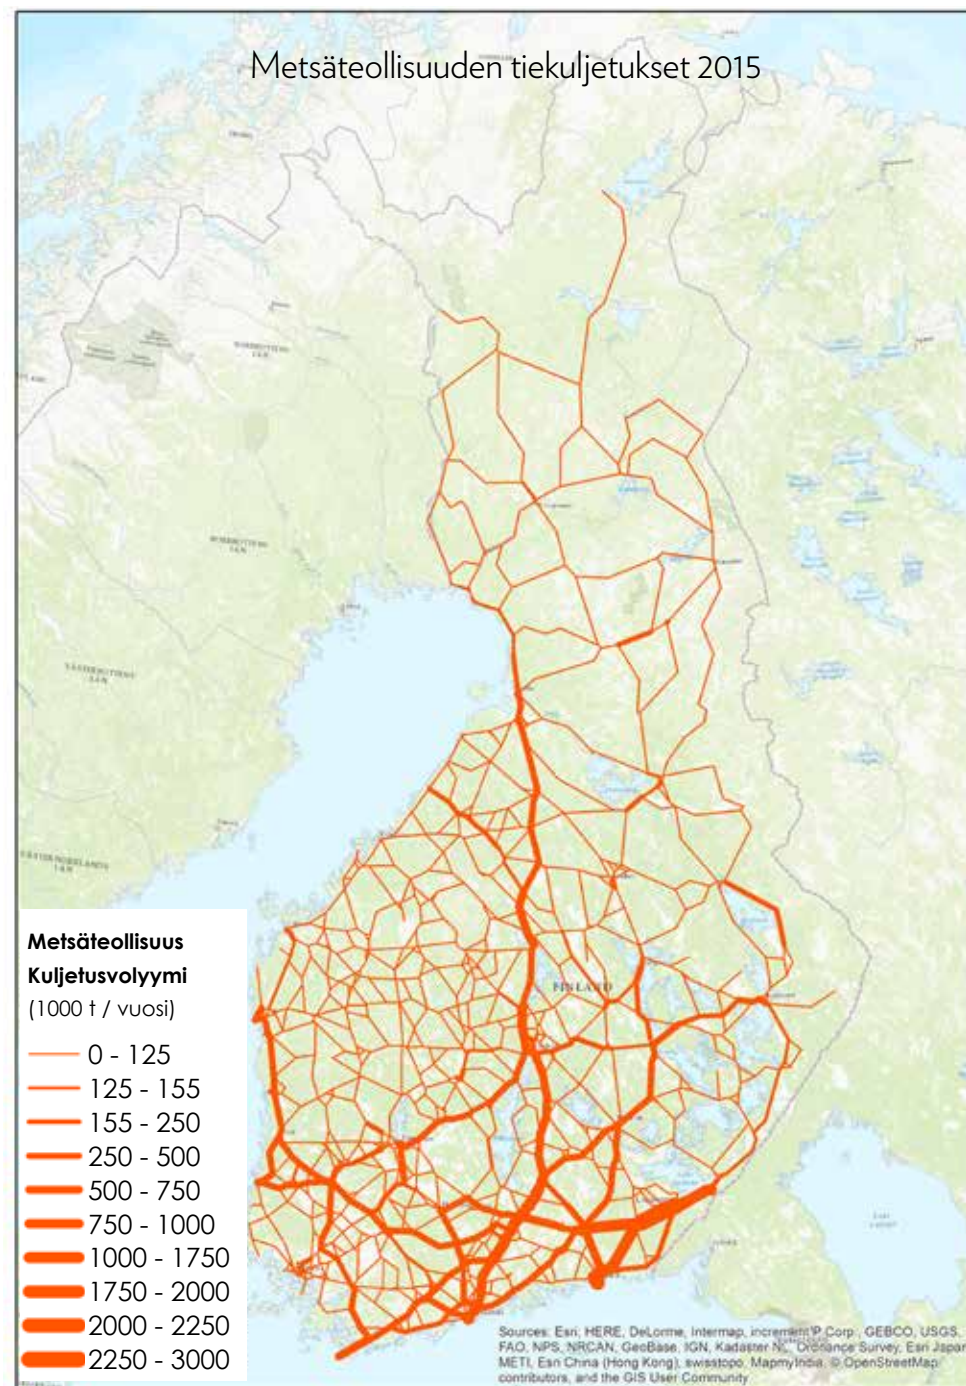 Metsäteollisuuden tiekuljetukset 2015
FINLAND
Metsäteollisuus
Kuljetusvolyymi
(1000 t / vuosi)
0 - 125
125 - 155
155 - 250
250 - 500
500 - 750
750 - 1000
1000 - 1750
1750 - 2000
2000 - 2250
2250 - 3000
Sources: Esri, HERE, DeLorme, Intermap, increment P Corp., GEBCO, USGS,
FAO, NPS, NRCAN, GeoBase, IGN, Kadaster NL, Ordnance Survey, Esri Japan,
METI, Esri China (Hong Kong), swisstopo, MapmyIndia, © OpenStreetMap
contributors, and the GIS User Community